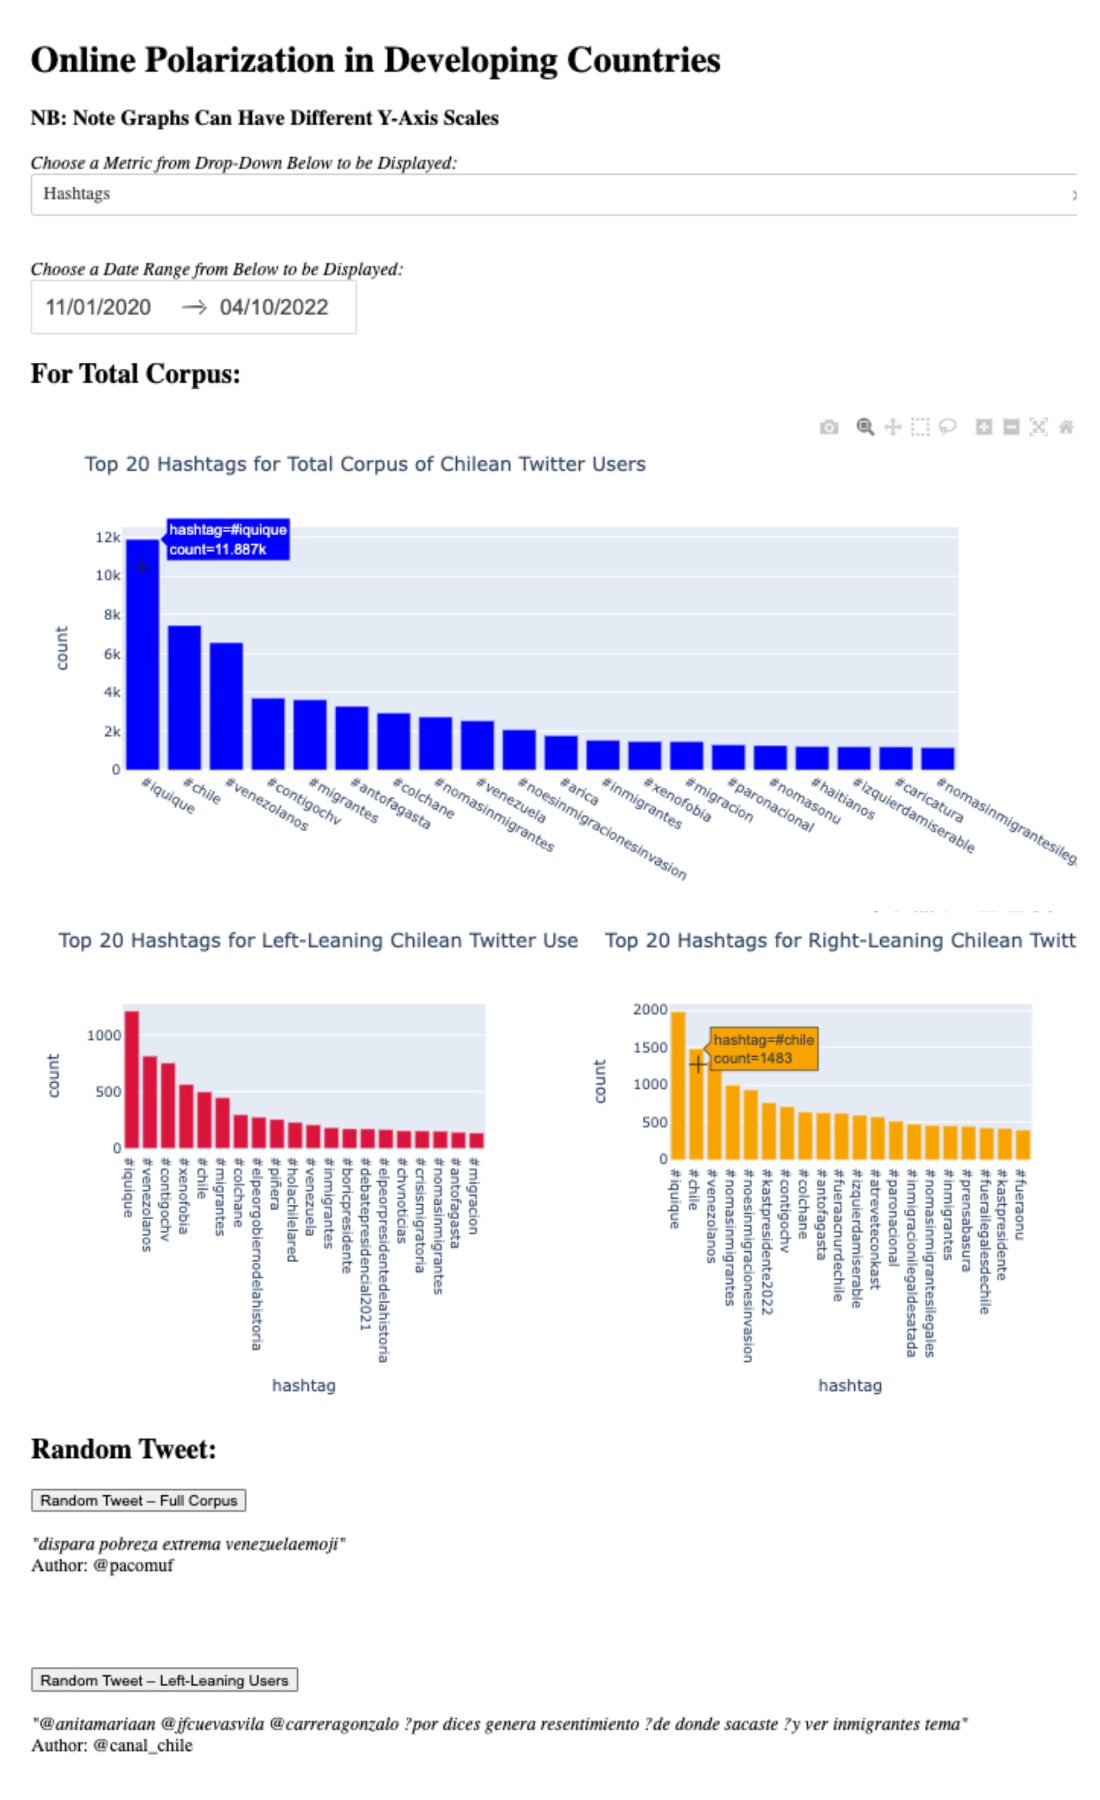 Online Polarization in Developing Countries
NB: Note Graphs Can Have Different Y-Axis Scales
Choose a Metric from Drop-Down Below to be Displayed:
Hashtags
Choose a Date Range from Below to be Displayed:
11/01/2020 → 04/10/2022
For Total Corpus:
Top 20 Hashtags for Total Corpus of Chilean Twitter Users
hashtag=#iquique
count=11.887k
12k
10k
8k
6k
4k
2k
0
count
#iquique
#chile
#venezolanos
#contigochv
#migrantes
#antofagasta
#colchane
#nomasinmigrantes
#venezuela
#noesinmigracionesinvasion
#arica
#inmigrantes
#xenofobia
#migracion
#paronacional
#nomasonu
#haitianos
#izquierdamiserable
#caricatura
#nomasinmigrantesileg
Top 20 Hashtags for Left-Leaning Chilean Twitter Use
1000
500
0
count
#iquique
#venezolanos
#contigochv
#xenofobia
#chile
#migrantes
#colchane
#elpeorgobiernodelahistoria
#piñera
#holachilelared
#venezuela
#inmigrantes
#boricpresidente
#debatepresidencial2021
#elpeorpresidentedelahistoria
#chvnoticias
#crisismigratoria
#nomasinmigrantes
#antofagasta
#migracion
hashtag
Top 20 Hashtags for Right-Leaning Chilean Twitt
hashtag=#chile
count=1483
2000
1500
1000
500
0
count
#iquique
#chile
#venezolanos
#nomasinmigrantes
#noesinmigracionesinvasion
#kastpresidente2022
#contigochv
#colchane
#antofagasta
#fueraacnurdechile
#izquierdamiserable
#atreveteconkast
#paronacional
#inmigracionilegaldesatada
#nomasinmigrantesilegales
#inmigrantes
#prensabasura
#fuerailegalesdechile
#kastpresidente
#fueraonu
hashtag
Random Tweet:
Random Tweet – Full Corpus
"dispara pobreza extrema venezuelaemoji"
Author: @pacomuf
Random Tweet – Left-Leaning Users
"@anitamariaan @jfcuevasvila @carreragonzalo ?por dices genera resentimiento ?de donde sacaste ?y ver inmigrantes tema"
Author: @canal_chile